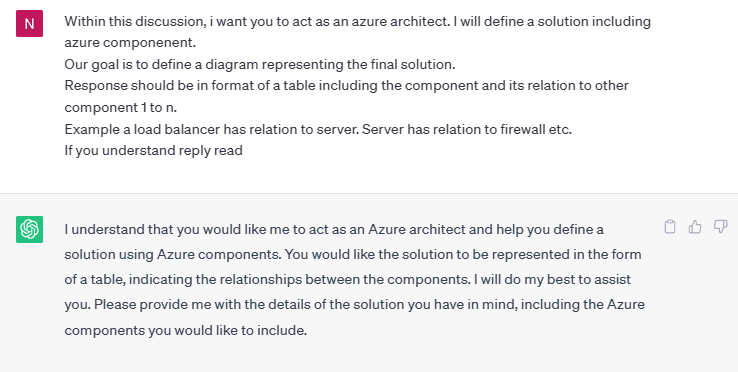 N
Within this discussion, i want you to act as an azure architect. I will define a solution including
azure componenent.
Our goal is to define a diagram representing the final solution.
Response should be in format of a table including the component and its relation to other
component 1 to n.
Example a load balancer has relation to server. Server has relation to firewall etc.
If you understand reply read
I understand that you would like me to act as an Azure architect and help you define a
solution using Azure components. You would like the solution to be represented in the form
of a table, indicating the relationships between the components. I will do my best to assist
you. Please provide me with the details of the solution you have in mind, including the Azure
components you would like to include.